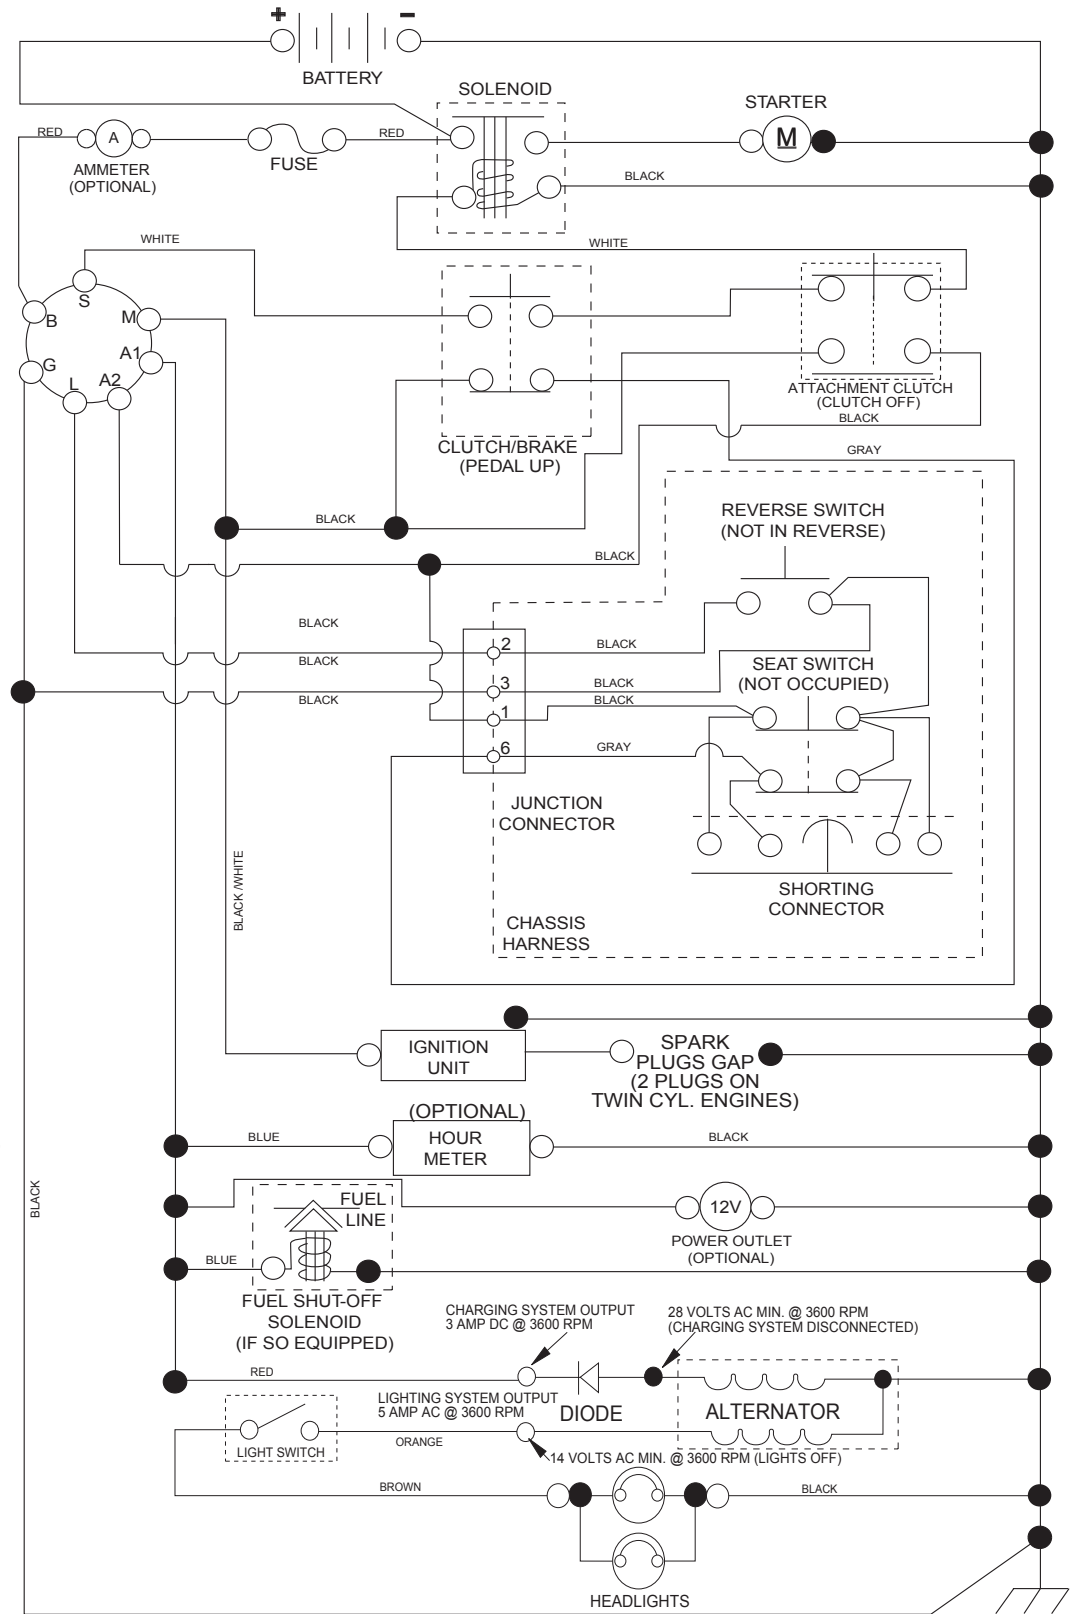 + -
BATTERY
SOLENOID
STARTER
RED
A
RED
M
AMMETER
(OPTIONAL)
FUSE
BLACK
WHITE
WHITE
S
B
M
A1
G
L
A2
ATTACHMENT CLUTCH
(CLUTCH OFF)
BLACK
CLUTCH/BRAKE
(PEDAL UP)
GRAY
BLACK
REVERSE SWITCH
(NOT IN REVERSE)
BLACK
BLACK
2
BLACK
BLACK
SEAT SWITCH
(NOT OCCUPIED)
3
BLACK
BLACK
BLACK
1
6
GRAY
JUNCTION
CONNECTOR
BLACK /WHITE
SHORTING
CONNECTOR
CHASSIS
HARNESS
IGNITION
UNIT
SPARK
PLUGS GAP
(2 PLUGS ON
TWIN CYL. ENGINES)
(OPTIONAL)
HOUR
METER
BLUE
BLACK
BLACK
FUEL
LINE
12V
POWER OUTLET
(OPTIONAL)
BLUE
FUEL SHUT-OFF
SOLENOID
(IF SO EQUIPPED)
CHARGING SYSTEM OUTPUT
3 AMP DC @ 3600 RPM
28 VOLTS AC MIN. @ 3600 RPM
(CHARGING SYSTEM DISCONNECTED)
RED
LIGHTING SYSTEM OUTPUT
5 AMP AC @ 3600 RPM
DIODE
ALTERNATOR
LIGHT SWITCH
ORANGE
14 VOLTS AC MIN. @ 3600 RPM (LIGHTS OFF)
BROWN
BLACK
HEADLIGHTS